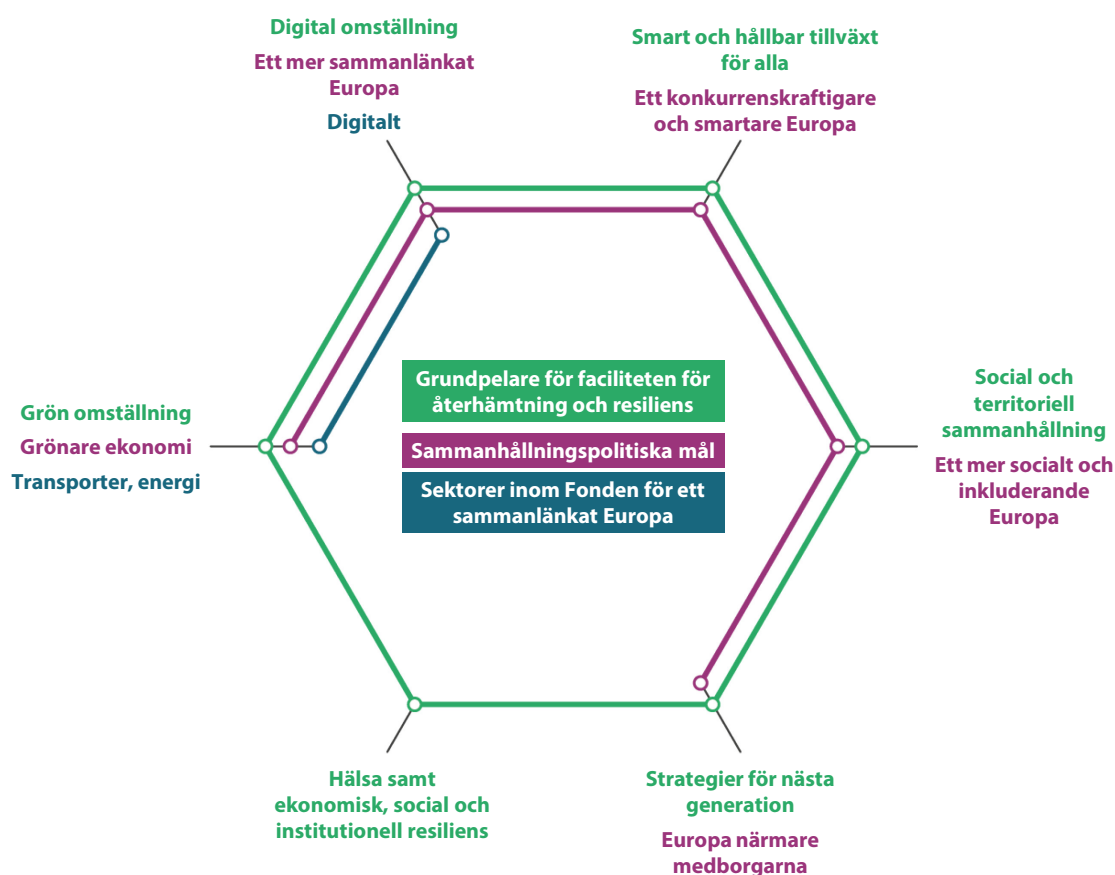 Digital omställning
Ett mer sammanlänkat
Europa
Digitalt
Smart och hållbar tillväxt
för alla
Ett konkurrenskraftigare
och smartare Europa
Grön omställning
Grönare ekonomi
Transporter, energi
Grundpelare för faciliteten för
återhämtning och resiliens
Sammanhållningspolitiska mål
Sektorer inom Fonden för ett
sammanlänkat Europa
Social och
territoriell
sammanhållning
Ett mer socialt och
inkluderande
Europa
Hälsa samt
ekonomisk, social och
institutionell resiliens
Strategier för nästa
generation
Europa närmare
medborgarna